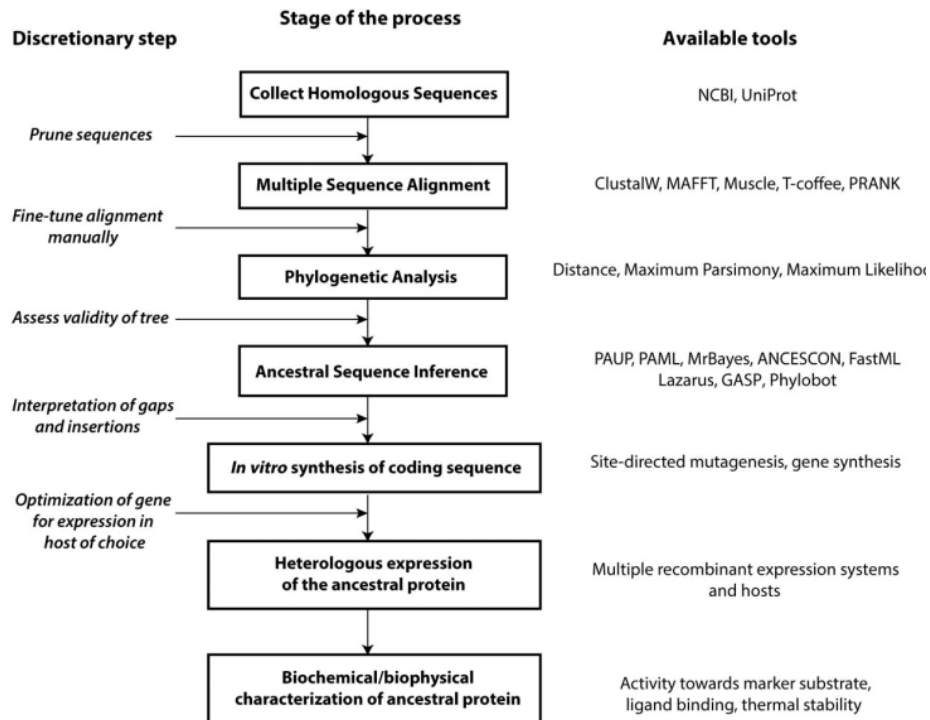 Stage of the process
Discretionary step
Available tools
Collect Homologous Sequences
NCBI, UniProt
Prune sequences
Multiple Sequence Alignment
ClustalW, MAFFT, Muscle, T-coffee, PRANK
Fine-tune alignment
manually
Phylogenetic Analysis
Distance, Maximum Parsimony, Maximum Likelihoo
Assess validity of tree
Ancestral Sequence Inference
PAUP, PAML, MrBayes, ANCESCON, FastML
Lazarus, GASP, Phylobot
Interpretation of gaps
and insertions
In vitro synthesis of coding sequence
Site-directed mutagenesis, gene synthesis
Optimization of gene
for expression in
host of choice
Heterologous expression
of the ancestral protein
Multiple recombinant expression systems
and hosts
Biochemical/biophysical
characterization of ancestral protein
Activity towards marker substrate,
ligand binding, thermal stability